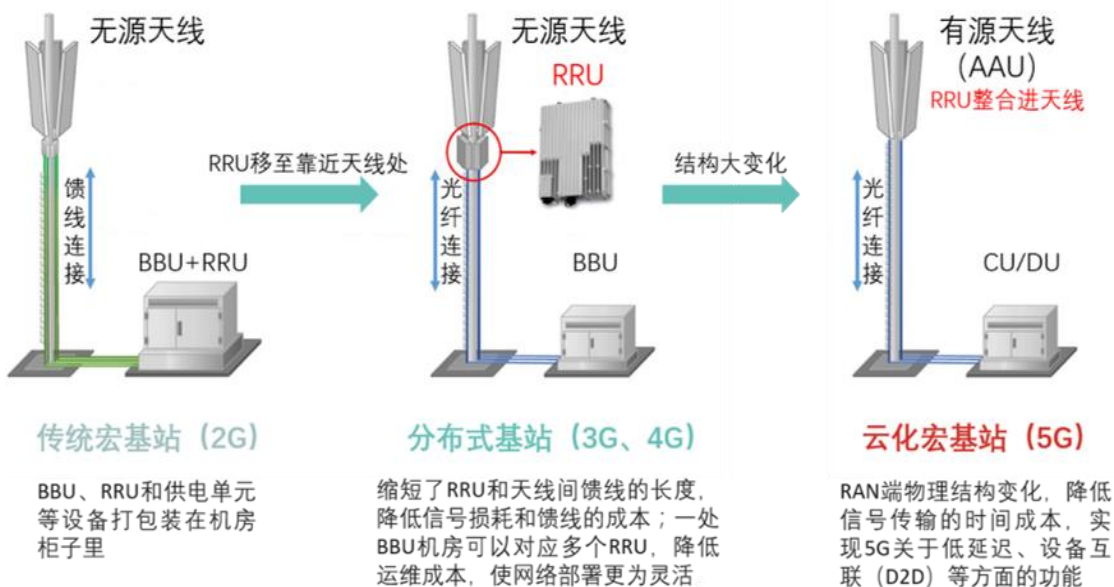 无源天线
馈线连接
BBU+RRU
传统宏基站（2G）
BBU、RRU和供电单元
等设备打包装在机房
柜子里
RRU移至靠近天线处
无源天线
RRU
光纤连接
BBU
分布式基站（3G、4G）
缩短了RRU和天线间馈线的长度，
降低信号损耗和馈线的成本；一处
BBU机房可以对应多个RRU，降低
运维成本，使网络部署更为灵活
结构大变化
有源天线
(AAU)
RRU整合进天线
光纤连接
CU/DU
云化宏基站（5G）
RAN端物理结构变化，降低
信号传输的时间成本，实
现5G关于低延迟、设备互
联（D2D）等方面的功能